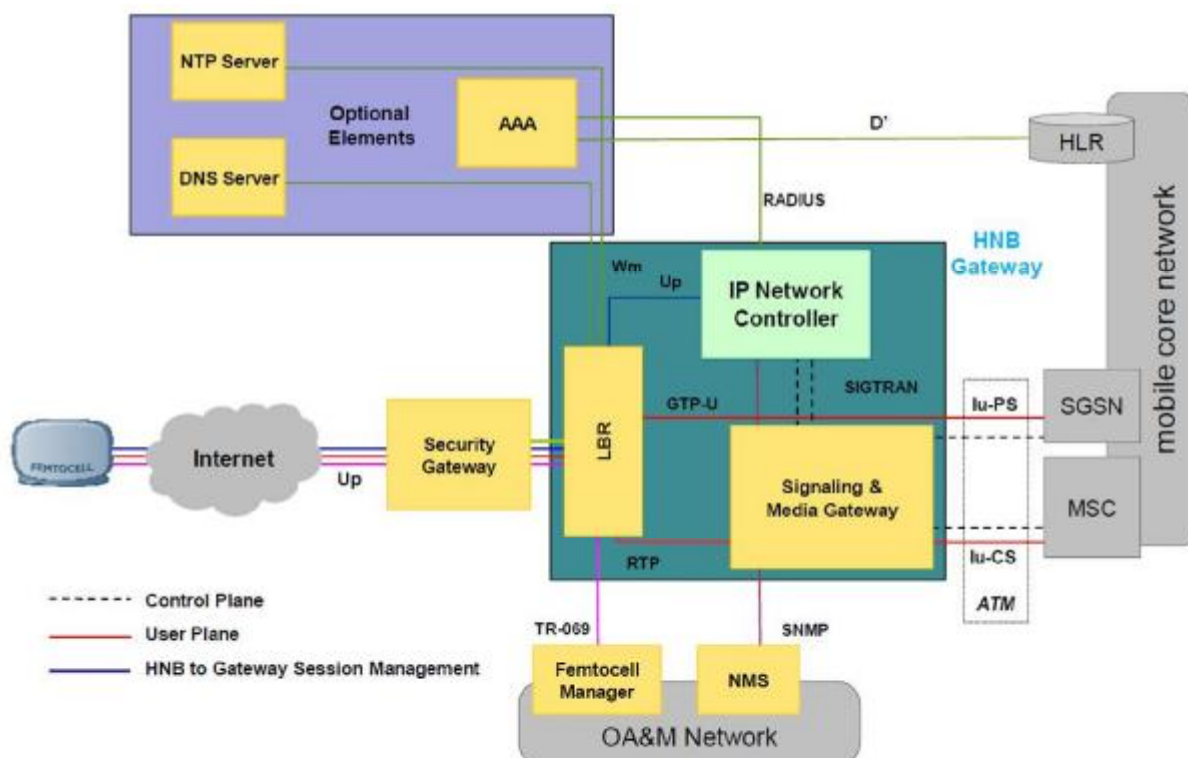 NTP Server
Optional
Elements
AAA
DNS Server
D'
HLR
RADIUS
mobile core network
HNB
Gateway
Wm
Up
IP Network
Controller
SIGTRAN
GTP-U
Iu-PS
SGSN
LBR
FEMTOCELL
Internet
Up
Security
Gateway
Signaling &
Media Gateway
MSC
RTP
Iu-CS
ATM
Control Plane
User Plane
HNB to Gateway Session Management
TR-069
SNMP
Femtocell
Manager
NMS
OA&M Network